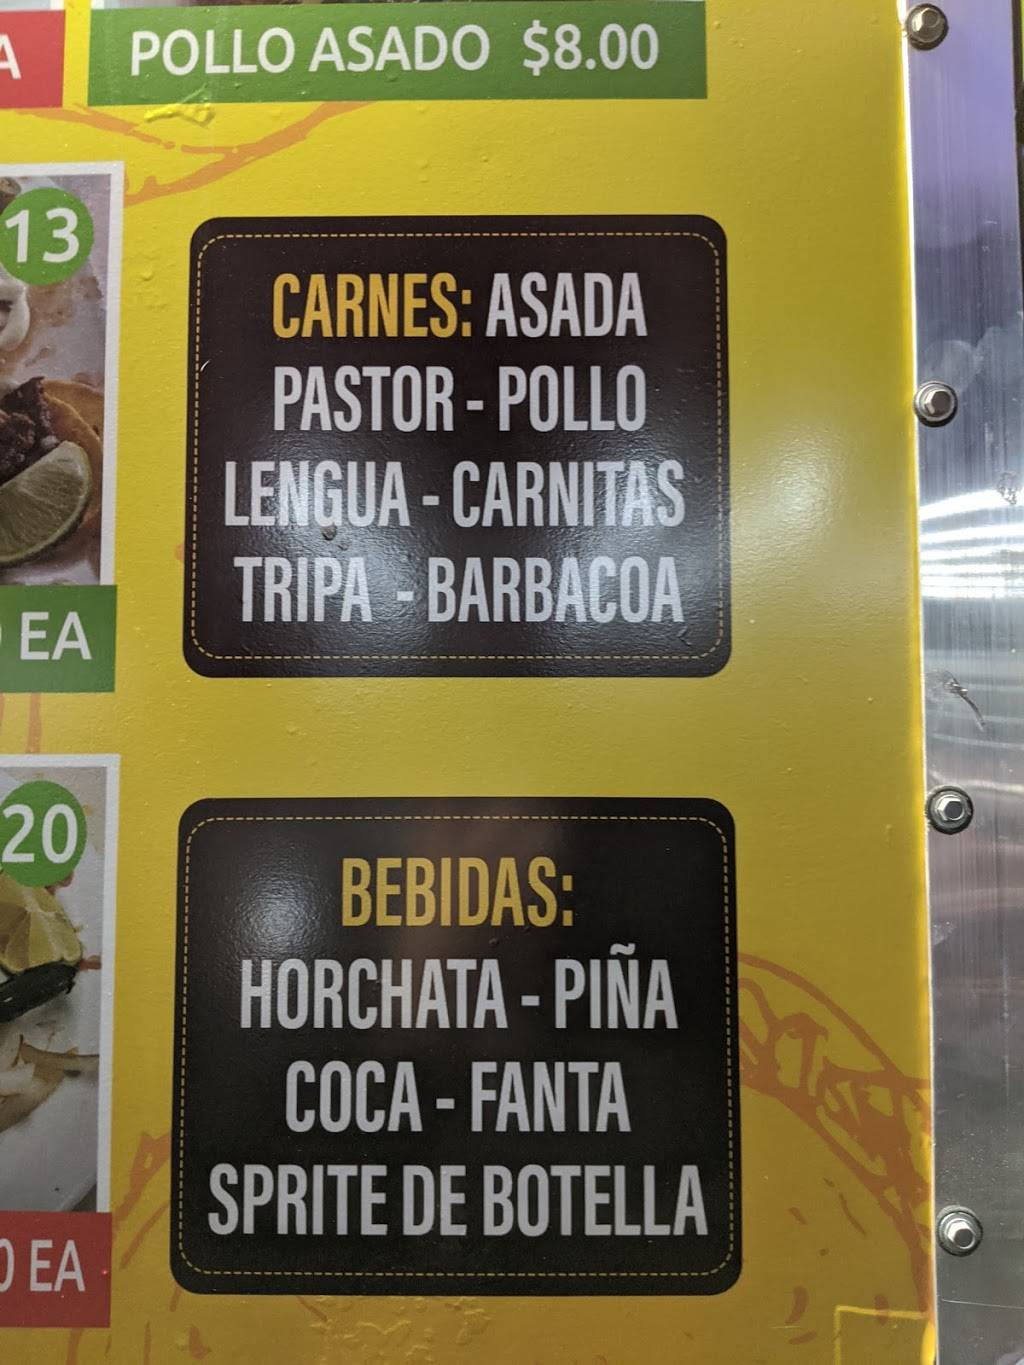 A
POLLO ASADO $8.00
13
CARNES: ASADA
PASTOR - POLLO
LENGUA - CARNITAS
TRIPA - BARBACOA
EA
20
BEBIDAS:
HORCHATA - PIÑA
COCA - FANTA
SPRITE DE BOTELLA
0 EA